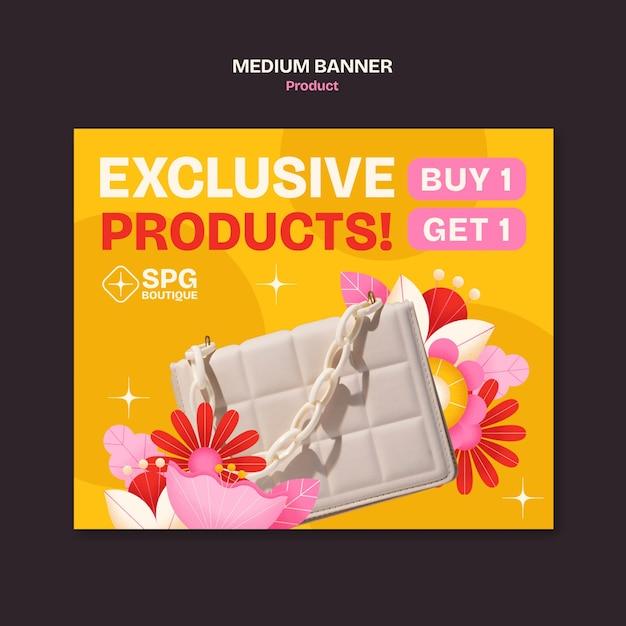 MEDIUM BANNER
Product
EXCLUSIVE
PRODUCTS!
BUY 1
GET 1
SPG
BOUTIQUE